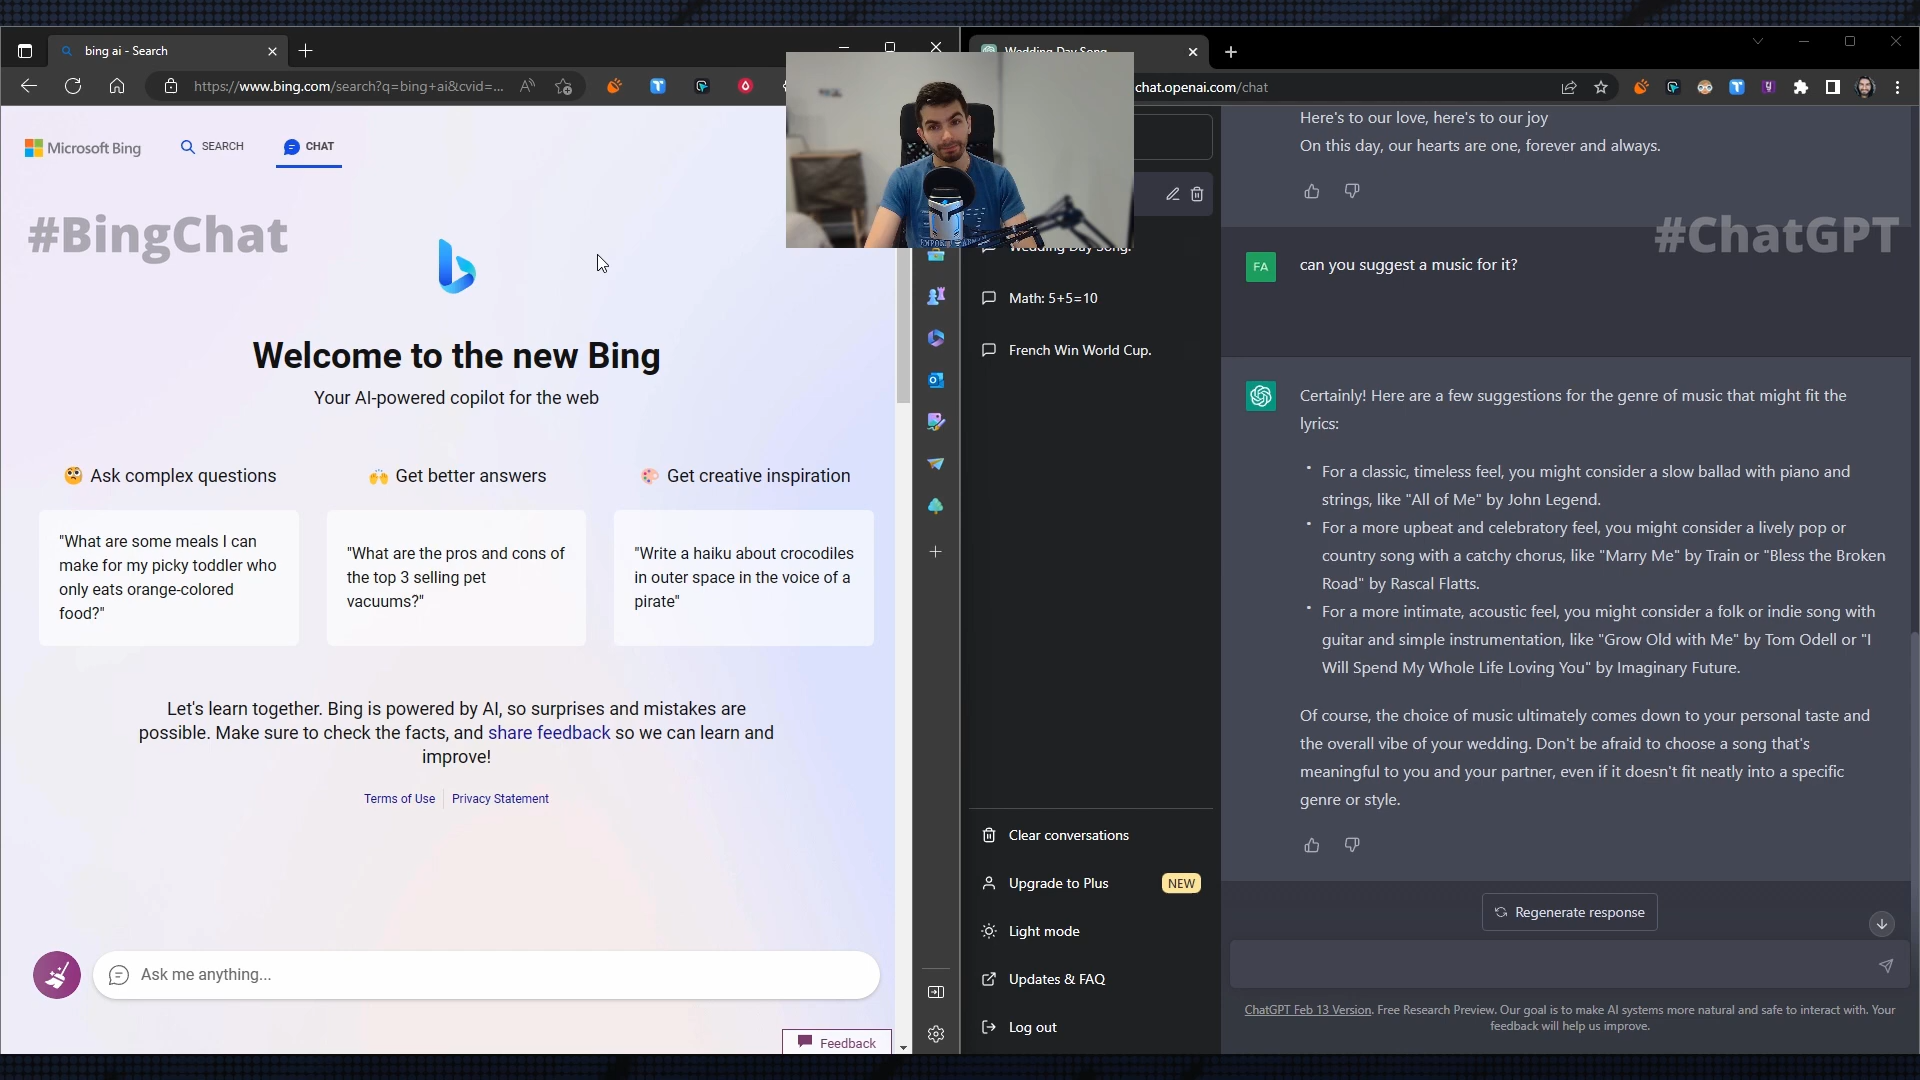 bing ai - Search
https://www.bing.com/search?q=bing+ai&cvid=...
Microsoft Bing
SEARCH
CHAT
#BingChat
Welcome to the new Bing
Your AI-powered copilot for the web
Ask complex questions
Get better answers
Get creative inspiration
"What are some meals I can
make for my picky toddler who
only eats orange-colored
food?"
"What are the pros and cons of
the top 3 selling pet
vacuums?"
"Write a haiku about crocodiles
in outer space in the voice of a
pirate"
Let's learn together. Bing is powered by AI, so surprises and mistakes are
possible. Make sure to check the facts, and share feedback so we can learn and
improve!
Terms of Use
Privacy Statement
Ask me anything...
Feedback
Wedding Day Song.
chat.openai.com/chat
Wedding Day Song.
Math: 5+5=10
French Win World Cup.
Clear conversations
Upgrade to Plus
NEW
Light mode
Updates & FAQ
Log out
Here's to our love, here's to our joy
On this day, our hearts are one, forever and always.
#ChatGPT
FA
can you suggest a music for it?
Certainly! Here are a few suggestions for the genre of music that might fit the
lyrics:
• For a classic, timeless feel, you might consider a slow ballad with piano and
strings, like "All of Me" by John Legend.
• For a more upbeat and celebratory feel, you might consider a lively pop or
country song with a catchy chorus, like "Marry Me" by Train or "Bless the Broken
Road" by Rascal Flatts.
• For a more intimate, acoustic feel, you might consider a folk or indie song with
guitar and simple instrumentation, like "Grow Old with Me" by Tom Odell or "I
Will Spend My Whole Life Loving You" by Imaginary Future.
Of course, the choice of music ultimately comes down to your personal taste and
the overall vibe of your wedding. Don't be afraid to choose a song that's
meaningful to you and your partner, even if it doesn't fit neatly into a specific
genre or style.
Regenerate response
ChatGPT Feb 13 Version. Free Research Preview. Our goal is to make AI systems more natural and safe to interact with. Your
feedback will help us improve.